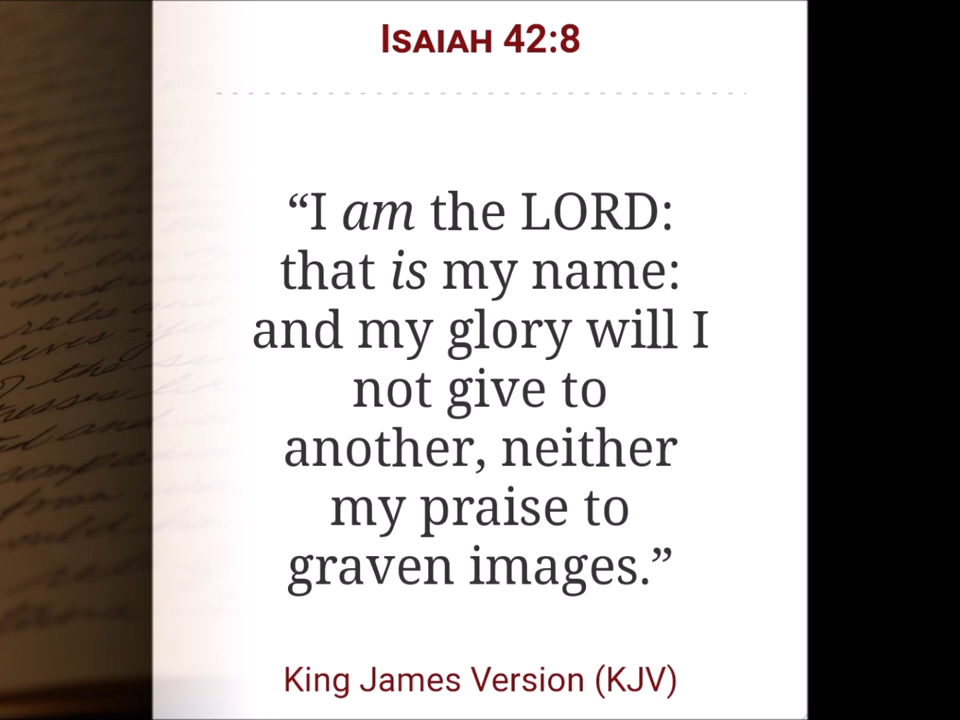 Isaiah 42:8
“I am the LORD:
that is my name:
and my glory will I
not give to
another, neither
my praise to
graven images.”
King James Version (KJV)